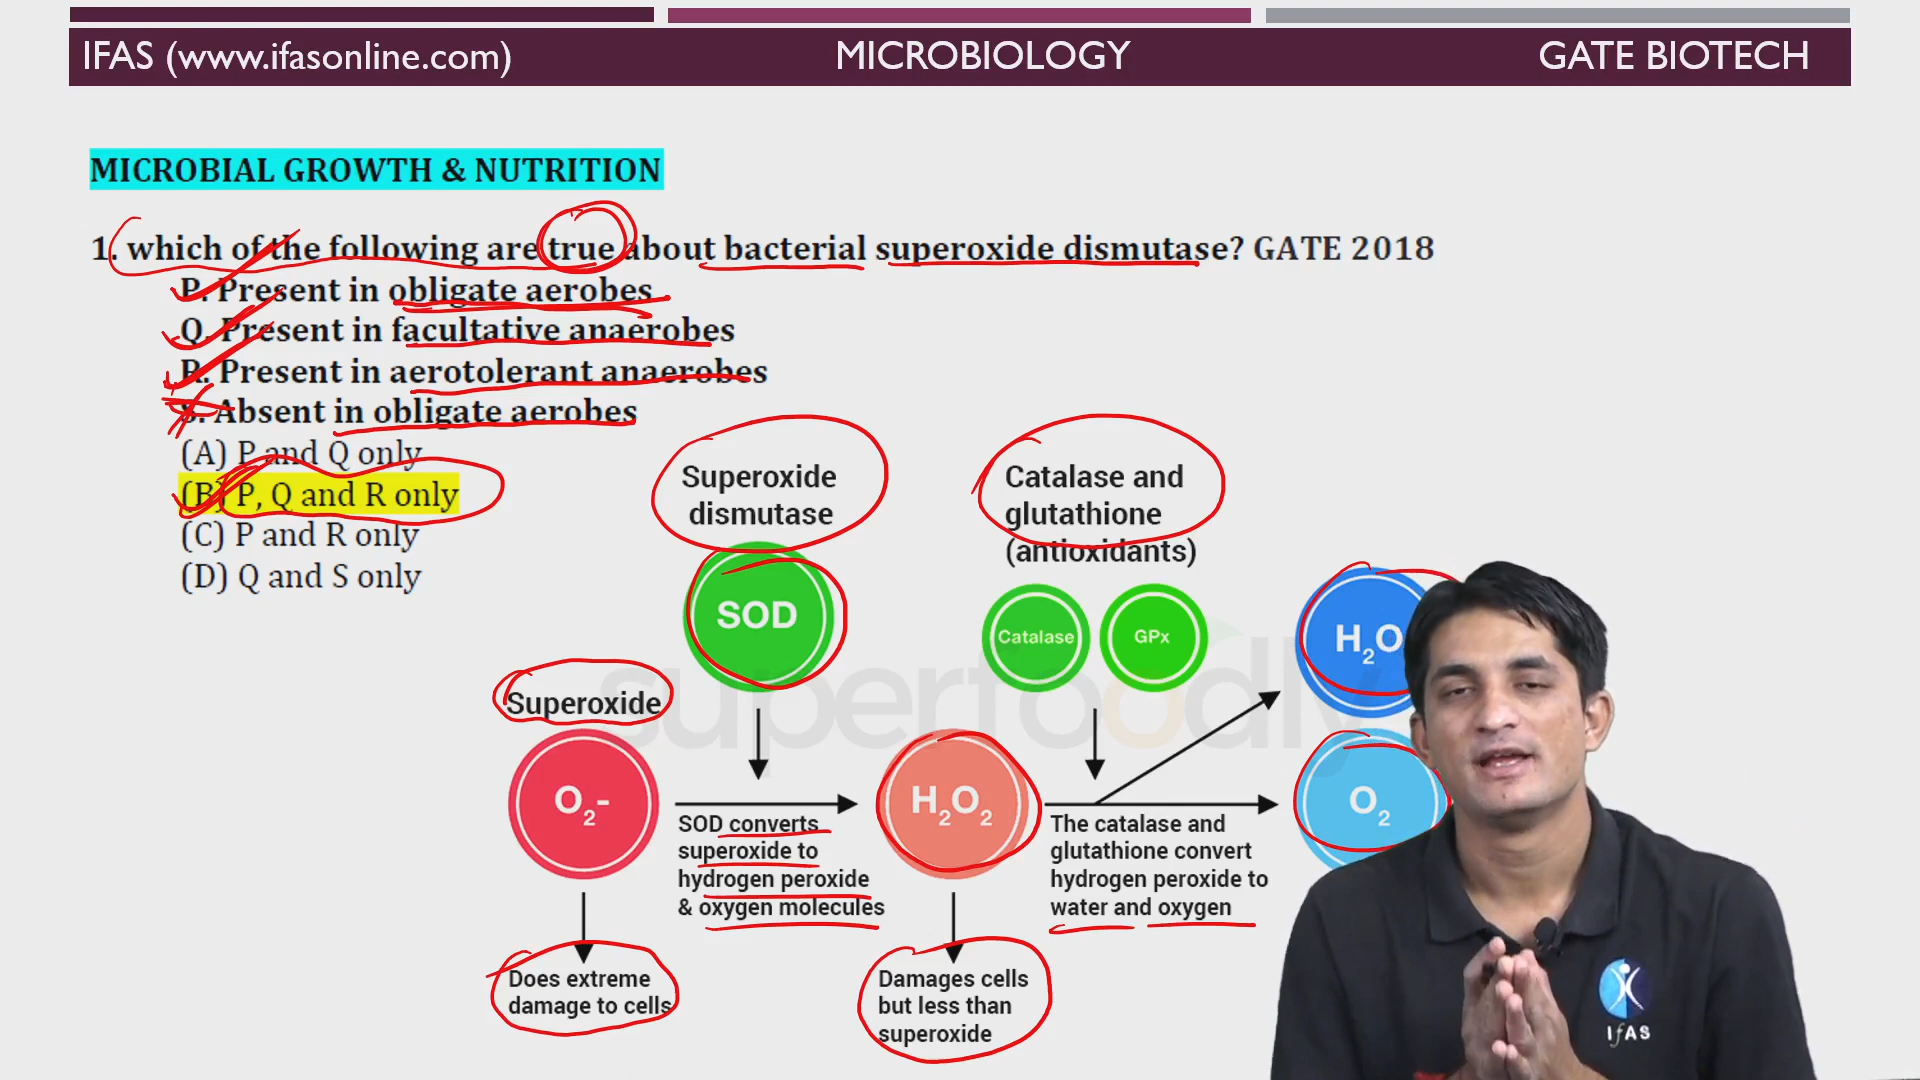 IFAS (www.ifasonline.com) MICROBIOLOGY GATE BIOTECH
MICROBIAL GROWTH & NUTRITION
1. which of the following are true about bacterial superoxide dismutase? GATE 2018
P. Present in obligate aerobes
Q. Present in facultative anaerobes
R. Present in aerotolerant anaerobes
S. Absent in obligate aerobes
(A) P and Q only
(B) P, Q and R only
(C) P and R only
(D) Q and S only
Superoxide
dismutase
SOD
Catalase and
glutathione
(antioxidants)
Catalase
GPx
H2O
superfoodly
Superoxide
O2-
H2O2
O2
SOD converts
superoxide to
hydrogen peroxide
& oxygen molecules
The catalase and
glutathione convert
hydrogen peroxide to
water and oxygen
Does extreme
damage to cells
Damages cells
but less than
superoxide
IfAS